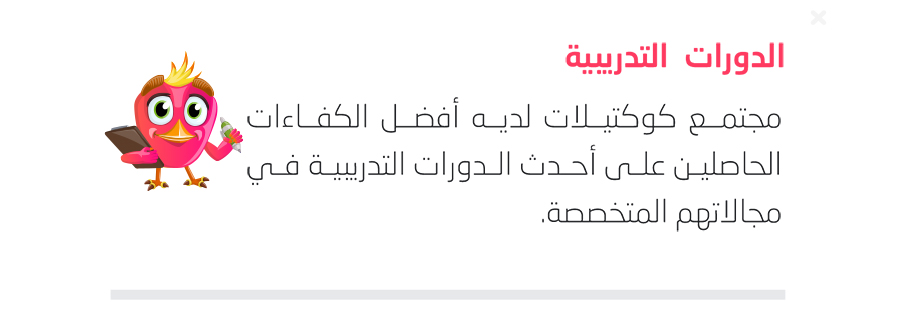 الدورات التدريبية
مجتمع كوكتيلات لديه أفضل الكفاءات
الحاصلين على أحدث الدورات التدريبية في
مجالاتهم المتخصصة.